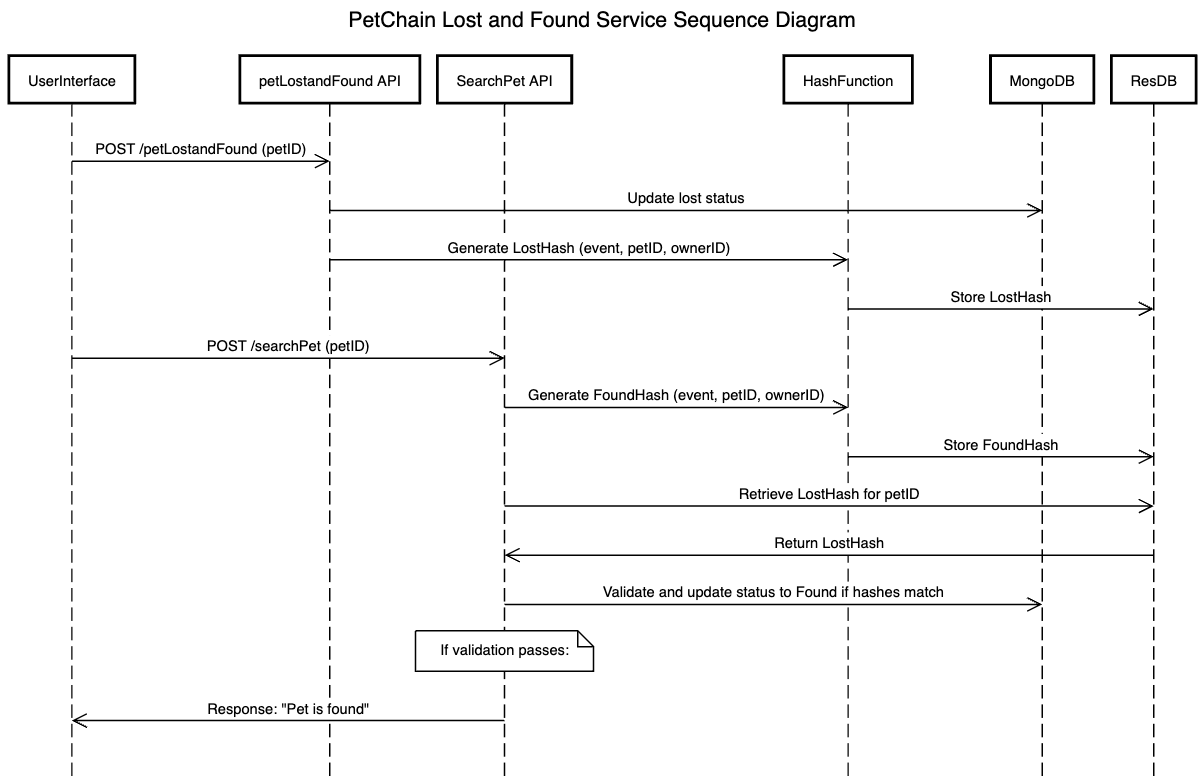 PetChain Lost and Found Service Sequence Diagram
UserInterface
petLostandFound API
SearchPet API
HashFunction
MongoDB
ResDB
POST /petLostandFound (petID)
Update lost status
Generate LostHash (event, petID, ownerID)
Store LostHash
POST /searchPet (petID)
Generate FoundHash (event, petID, ownerID)
Store FoundHash
Retrieve LostHash for petID
Return LostHash
Validate and update status to Found if hashes match
If validation passes:
Response: "Pet is found"